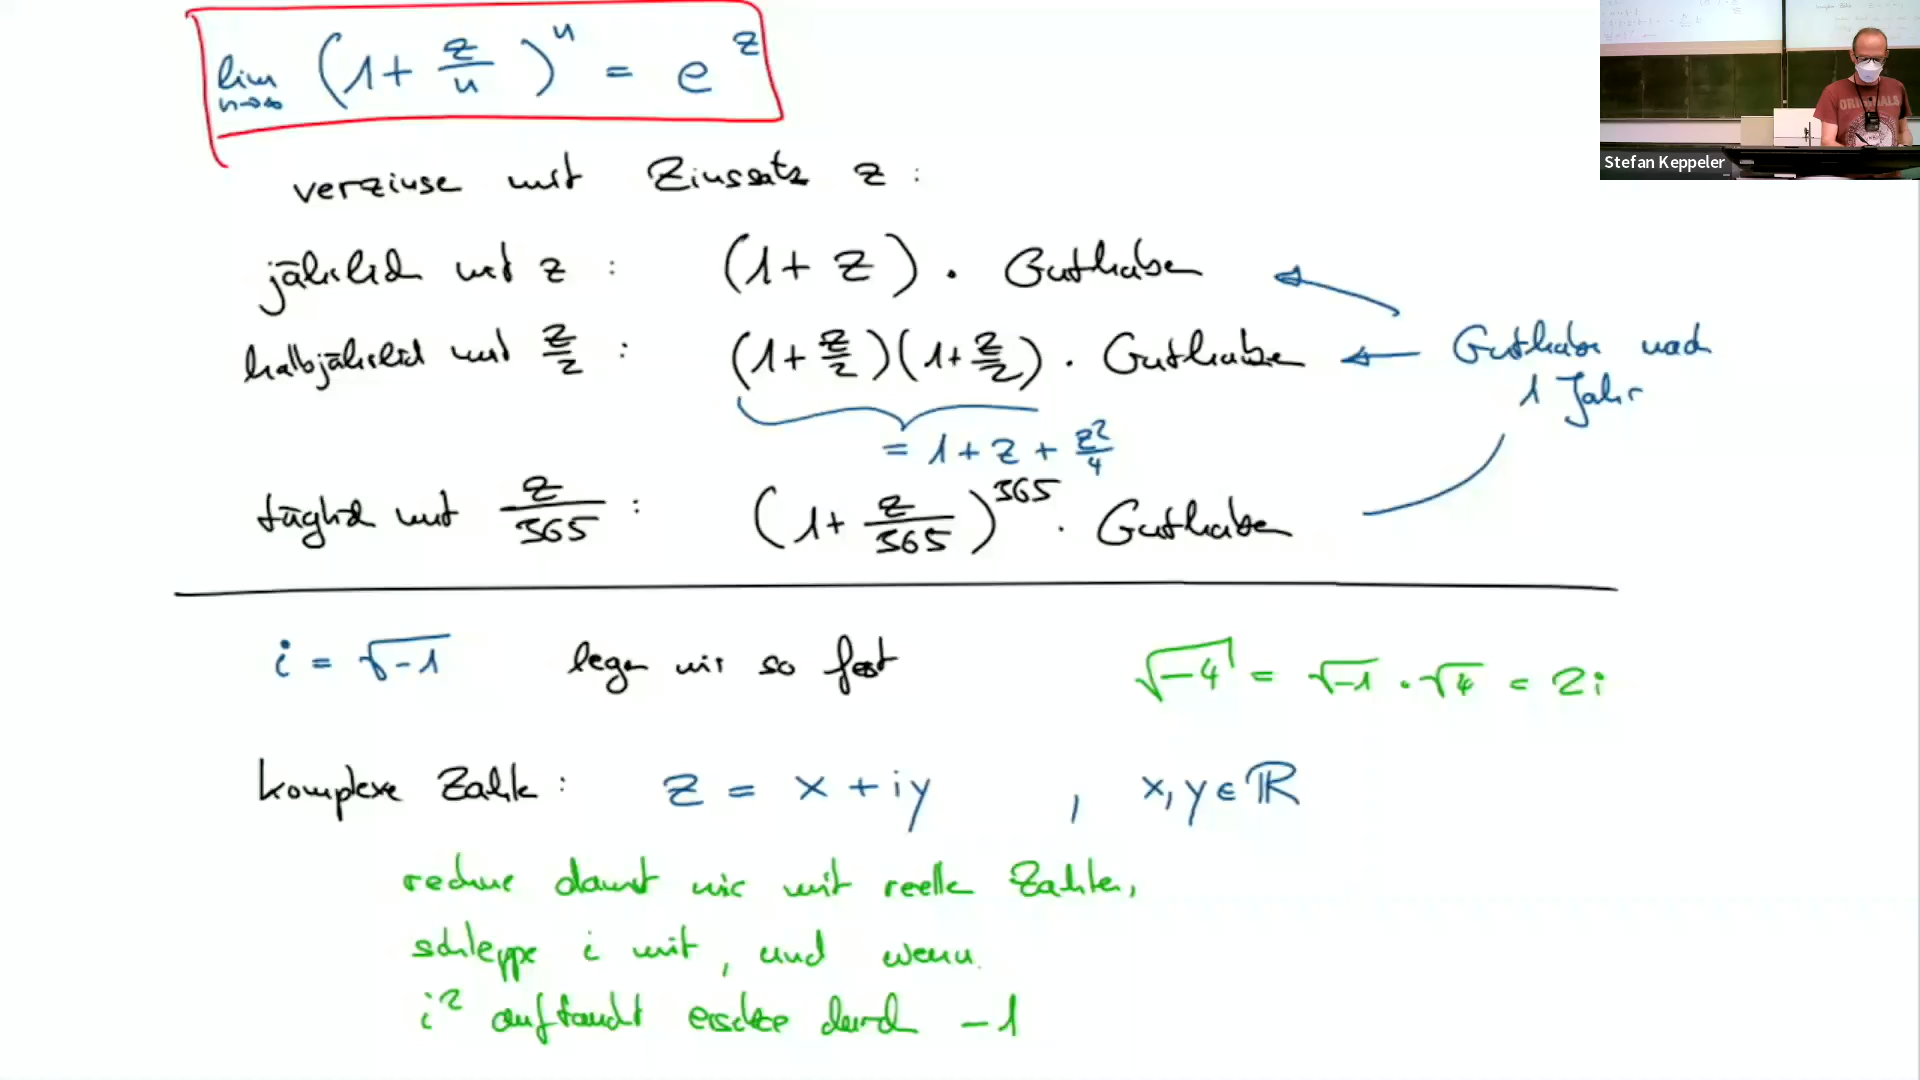 lim n→∞ (1 + z/n)^n = e^z
verzinse mit Zinssatz z :
jährlich mit z : (1 + z) · Guthaben
halbjährlich mit z/2 : (1 + z/2)(1 + z/2) · Guthaben
Guthaben nach
1 Jahr
= 1 + z + z²/4
täglich mit z/365 : (1 + z/365)^365 · Guthaben
i = √-1 legen wir so fest √-4 = √-1 · √4 = 2i
komplexe Zahlen : z = x + iy , x, y ∈ ℝ
rechne damit wie mit reellen Zahlen,
schleppe i mit, und wenn
i² auftaucht ersetze durch -1
Stefan Keppeler
ORIGINALS